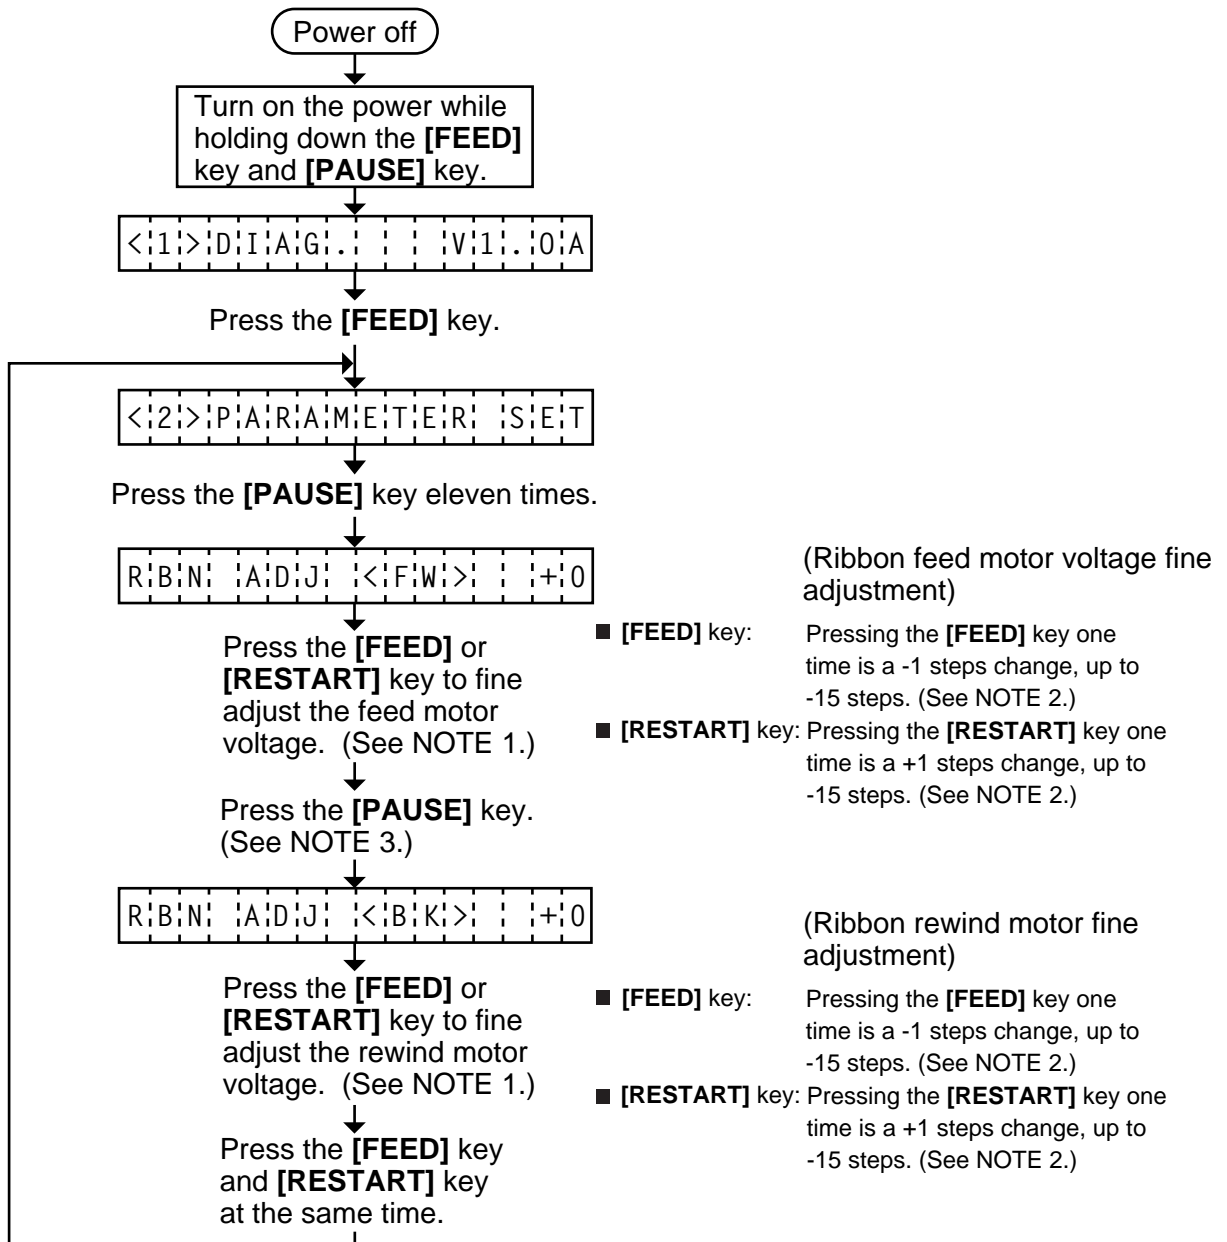 Power off
Turn on the power while
holding down the [FEED]
key and [PAUSE] key.
<1>DIAG.   V1.0A
Press the [FEED] key.
<2>PARAMETER SET
Press the [PAUSE] key eleven times.
RBN ADJ <FW>  +0
(Ribbon feed motor voltage fine
adjustment)
Press the [FEED] or
[RESTART] key to fine
adjust the feed motor
voltage.  (See NOTE 1.)
■ [FEED] key: Pressing the [FEED] key one
time is a -1 steps change, up to
-15 steps. (See NOTE 2.)
■ [RESTART] key: Pressing the [RESTART] key one
time is a +1 steps change, up to
-15 steps. (See NOTE 2.)
Press the [PAUSE] key.
(See NOTE 3.)
RBN ADJ <BK>  +0
(Ribbon rewind motor fine
adjustment)
Press the [FEED] or
[RESTART] key to fine
adjust the rewind motor
voltage.  (See NOTE 1.)
■ [FEED] key: Pressing the [FEED] key one
time is a -1 steps change, up to
-15 steps. (See NOTE 2.)
■ [RESTART] key: Pressing the [RESTART] key one
time is a +1 steps change, up to
-15 steps. (See NOTE 2.)
Press the [FEED] key
and [RESTART] key
at the same time.